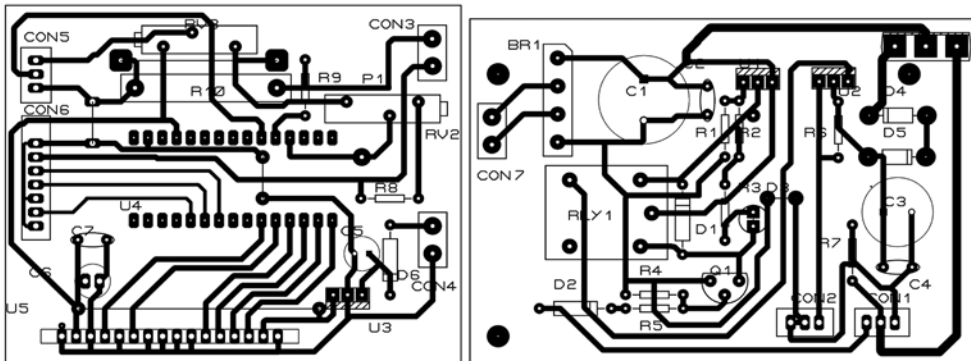 CON5
RV3
CON3
R9
P1
R10
CON6
RV2
U4
R8
C7
C5
C6
D6
CON4
U5
U3
BR1
U1
C2
U2
D4
C1
R1
R2
R6
D5
CON7
RLY1
R3
D3
C3
D1
R7
R4
Q1
C4
D2
CON2
CON1
R5